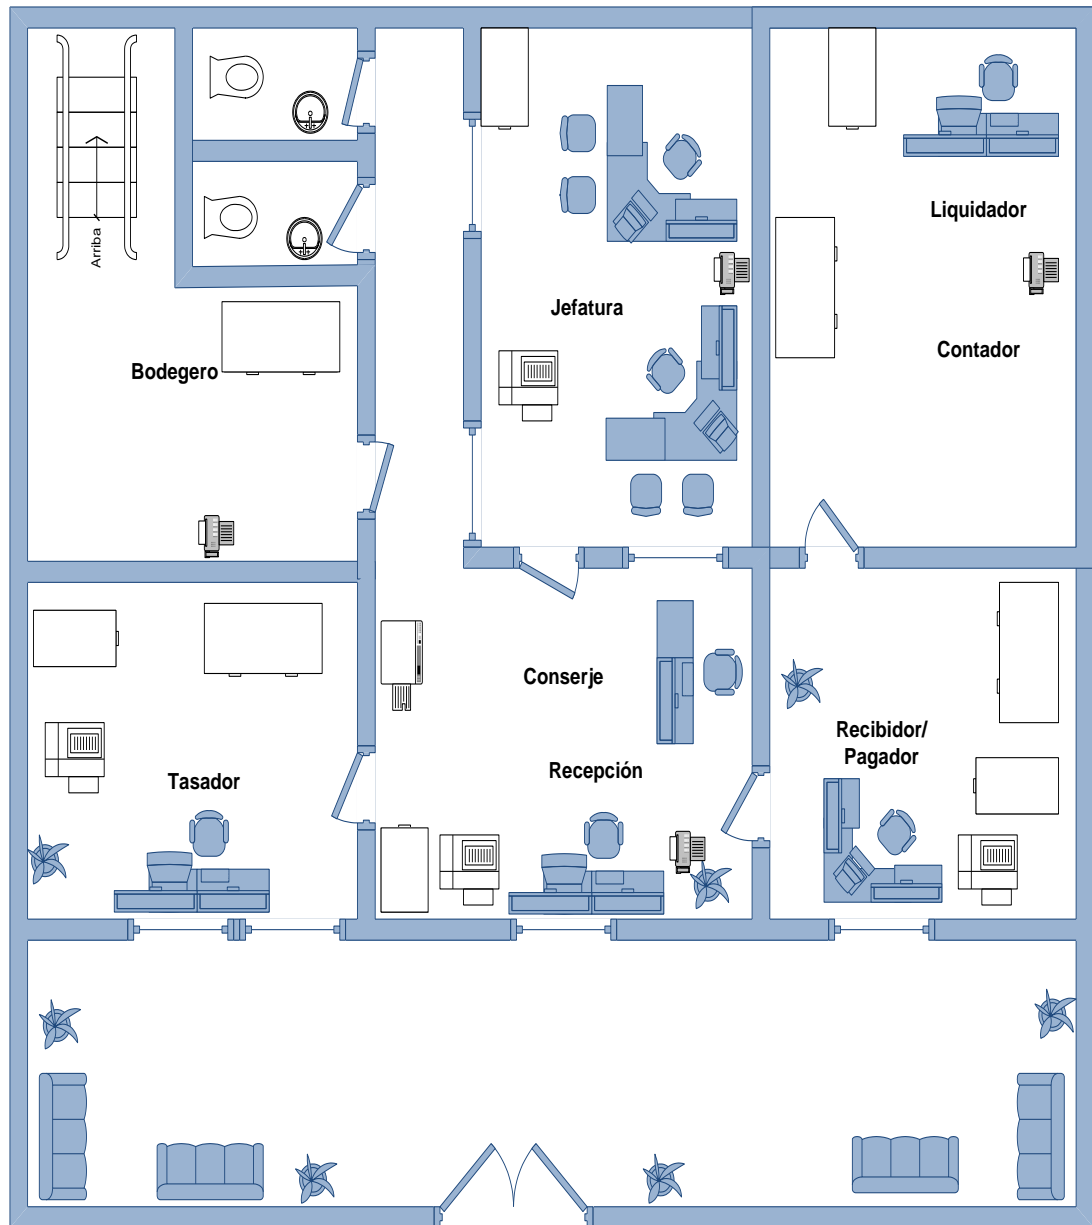 Arriba
Liquidador
Jefatura
Contador
Bodegero
Conserje
Recibidor/
Pagador
Recepción
Tasador